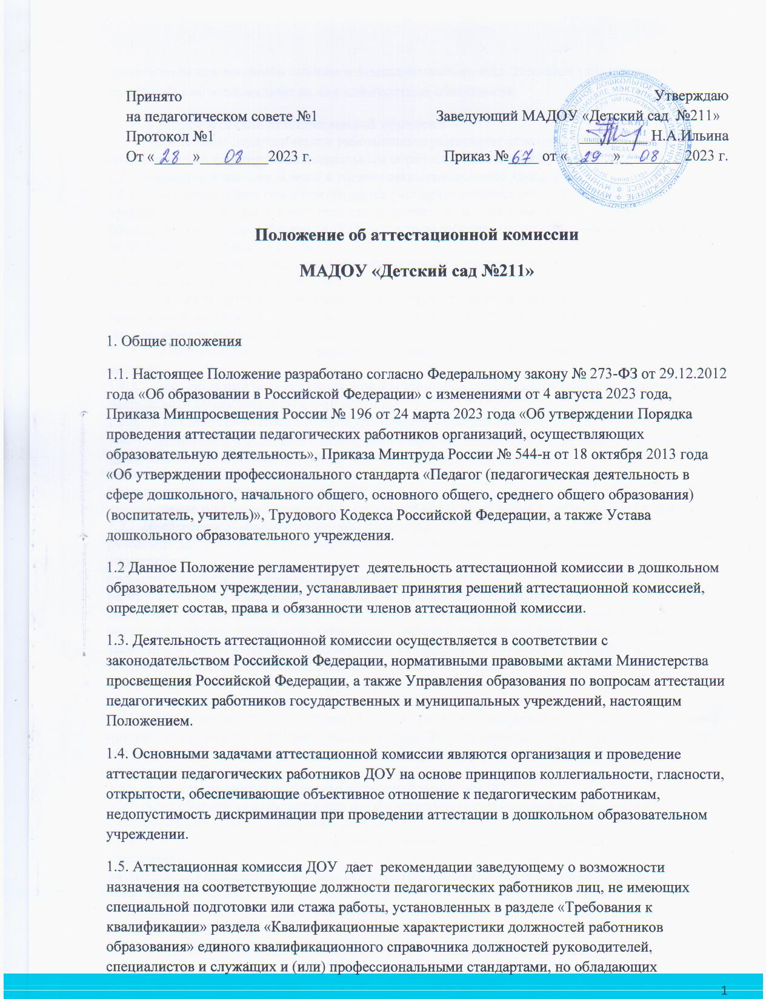 Принято
Утверждаю
на педагогическом совете №1
Заведующий МАДОУ «Детский сад №211»
Протокол №1
Н.А.Ильина
От «28» 08 2023 г.
Приказ № 67 от « 29 » 08 2023 г.
Положение об аттестационной комиссии
МАДОУ «Детский сад №211»
1. Общие положения
1.1. Настоящее Положение разработано согласно Федеральному закону № 273-ФЗ от 29.12.2012
года «Об образовании в Российской Федерации» с изменениями от 4 августа 2023 года,
Приказа Минпросвещения России № 196 от 24 марта 2023 года «Об утверждении Порядка
проведения аттестации педагогических работников организаций, осуществляющих
образовательную деятельность», Приказа Минтруда России № 544-н от 18 октября 2013 года
«Об утверждении профессионального стандарта «Педагог (педагогическая деятельность в
сфере дошкольного, начального общего, основного общего, среднего общего образования)
(воспитатель, учитель)», Трудового Кодекса Российской Федерации, а также Устава
дошкольного образовательного учреждения.
1.2 Данное Положение регламентирует деятельность аттестационной комиссии в дошкольном
образовательном учреждении, устанавливает принятия решений аттестационной комиссией,
определяет состав, права и обязанности членов аттестационной комиссии.
1.3. Деятельность аттестационной комиссии осуществляется в соответствии с
законодательством Российской Федерации, нормативными правовыми актами Министерства
просвещения Российской Федерации, а также Управления образования по вопросам аттестации
педагогических работников государственных и муниципальных учреждений, настоящим
Положением.
1.4. Основными задачами аттестационной комиссии являются организация и проведение
аттестации педагогических работников ДОУ на основе принципов коллегиальности, гласности,
открытости, обеспечивающие объективное отношение к педагогическим работникам,
недопустимость дискриминации при проведении аттестации в дошкольном образовательном
учреждении.
1.5. Аттестационная комиссия ДОУ дает рекомендации заведующему о возможности
назначения на соответствующие должности педагогических работников лиц, не имеющих
специальной подготовки или стажа работы, установленных в разделе «Требования к
квалификации» раздела «Квалификационные характеристики должностей работников
образования» единого квалификационного справочника должностей руководителей,
специалистов и служащих и (или) профессиональными стандартами, но обладающих
1